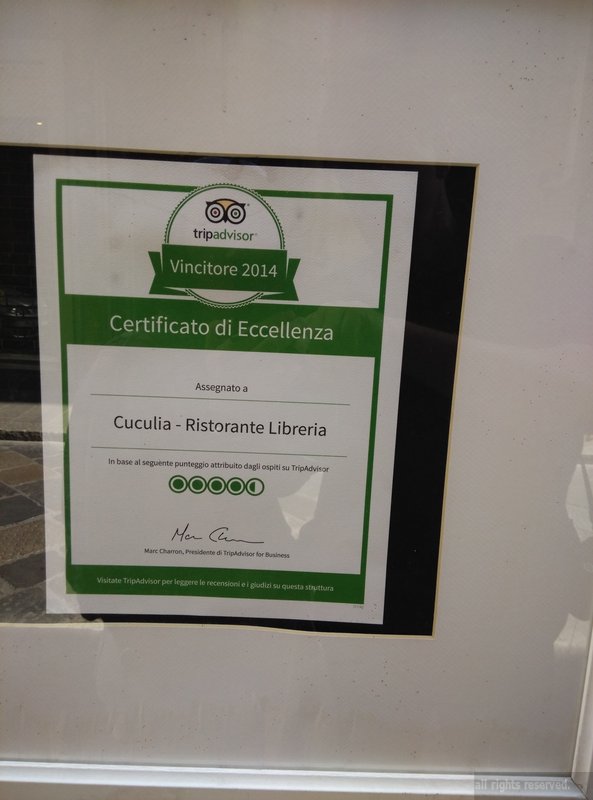 tripadvisor
Vincitore 2014
Certificato di Eccellenza
Assegnato a
Cuculia - Ristorante Libreria
In base al seguente punteggio attribuito dagli ospiti su TripAdvisor
Marc Charron, Presidente di TripAdvisor for Business
Visitate TripAdvisor per leggere le recensioni e i giudizi su questa struttura
all rights reserved.